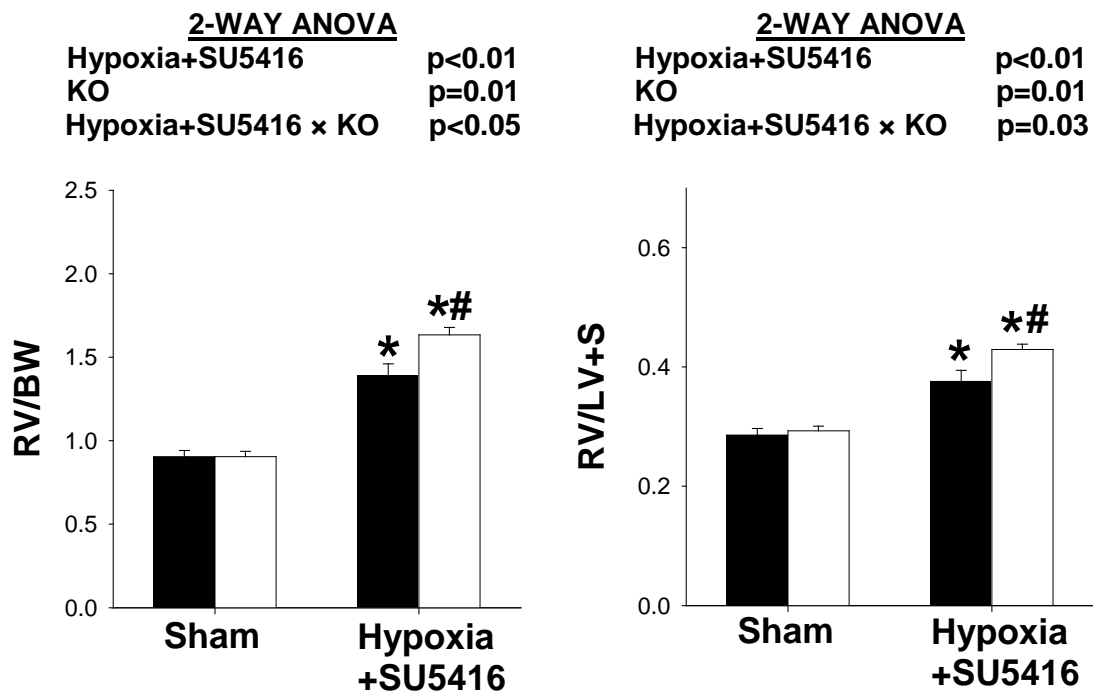 2-WAY ANOVA
Hypoxia+SU5416 p<0.01
KO p=0.01
Hypoxia+SU5416 × KO p<0.05
2.5
2.0
1.5
1.0
0.5
0.0
RV/BW
*
*#
Sham
Hypoxia
+SU5416
2-WAY ANOVA
Hypoxia+SU5416 p<0.01
KO p=0.01
Hypoxia+SU5416 × KO p=0.03
0.6
0.4
0.2
0.0
RV/LV+S
*
*#
Sham
Hypoxia
+SU5416